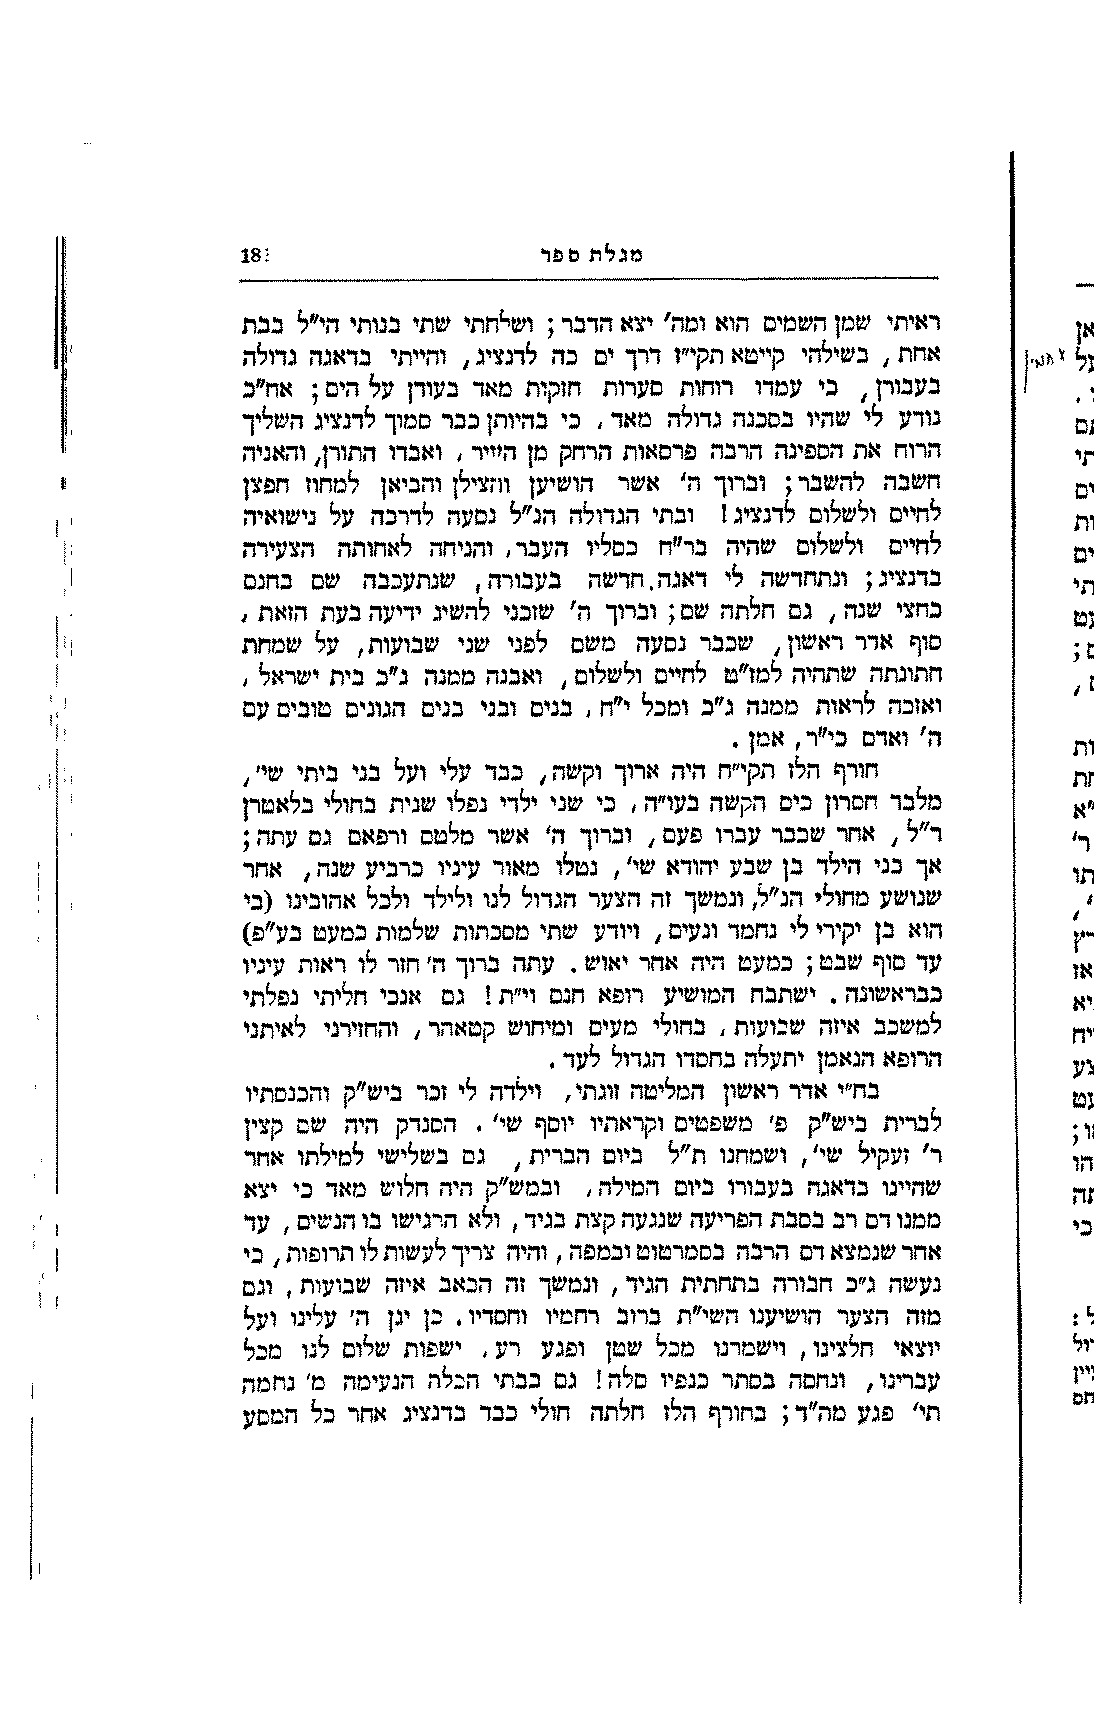 מגלת ספר 18
ראיתי שמן השמים הוא ומה' יצא הדבר; ושלחתי שתי בנותי הי"ל בבת
אחת, בשילהי קייטא תקי"ז דרך ים כה לדנציג, והייתי בדאגה גדולה
בעבורן, כי עמדו רוחות סערות חזקות מאד בעודן על הים; אח"כ
נודע לי שהיו בסכנה גדולה מאד, כי בהיותן כבר סמוך לדנציג השליך
הרוח את הספינה הרבה פרסאות הרחק מן העיר, ואבדו התורן, והאניה
חשבה להשבר; וברוך ה' אשר הושיען והצילן והביאן למחוז חפצן
לחיים ולשלום לדנציג! ובתי הגדולה הנ"ל נסעה לדרכה על נישואיה
לחיים ולשלום שהיה בר"ח כסליו העבר, והניחה לאחותה הצעירה
בדנציג; ונתחדשה לי דאגה חדשה בעבורה, שנתעכבה שם בחנם
כחצי שנה, גם חלתה שם; וברוך ה' שזכני להשיג ידיעה בעת הזאת,
סוף אדר ראשון, שכבר נסעה משם לפני שני שבועות, על שמחת
חתונתה שתהיה למז"ט לחיים ולשלום, ואבנה ממנה ג"כ בית ישראל,
ואזכה לראות ממנה ג"כ ומכל י"ח, בנים ובני בנים הגונים טובים עם
ה' ואדם כי"ר, אמן.
חורף הלז תקי"ח היה ארוך וקשה, כבד עלי ועל בני ביתי שי',
מלבד חסרון כים הקשה בעו"ה, כי שני ילדי נפלו שנית בחולי בלאטרן
ר"ל, אחר שכבר עברו פעם, וברוך ה' אשר מלטם ורפאם גם עתה;
אך בני הילד בן שבע יהודא שי', נטלו מאור עיניו כרביע שנה, אחר
שנושע מחולי הנ"ל, ונמשך זה הצער הגדול לנו ולילד ולכל אהובינו (כי
הוא בן יקירי לי נחמד ונעים, ויודע שתי מסכתות שלמות כמעט בע"פ)
עד סוף שבט; כמעט היה אחר יאוש. עתה ברוך ה' חזר לו ראות עיניו
כבראשונה. ישתבח המושיע רופא חנם וי"ת! גם אנכי חליתי נפלתי
למשכב איזה שבועות, בחולי מעים ומיחוש קטאהר, והחזירני לאיתני
הרופא הנאמן יתעלה בחסדו הגדול לעד.
בח"י אדר ראשון המליטה זוגתי, וילדה לי זכר ביש"ק והכנסתיו
לברית ביש"ק פ' משפטים וקראתיו יוסף שי'. הסנדק היה שם קצין
ר' זעקיל שי', ושמחנו ת"ל ביום הברית, גם בשלישי למילתו אחר
שהיינו בדאגה בעבורו ביום המילה, ובמש"ק היה חלוש מאד כי יצא
ממנו דם רב בסבת הפריעה שנגעה קצת בגיד, ולא הרגישו בו הנשים, עד
אחר שנמצא דם הרבה בסמרטוט ובמפה, והיה צריך לעשות לו תרופות, כי
נעשה ג"כ חבורה בתחתית הגיד, ונמשך זה הכאב איזה שבועות, וגם
מזה הצער הושיענו השי"ת ברוב רחמיו וחסדיו. כן יגן ה' עלינו ועל
יוצאי חלצינו, וישמרנו מכל שטן ופגע רע, ישפות שלום לנו מכל
עברינו, ונחסה בסתר כנפיו סלה! גם בבתי הכלה הנעימה מ' נחמה
תי' פגע מה"ד; בחורף הלז חלתה חולי כבד בדנציג אחר כל המסע